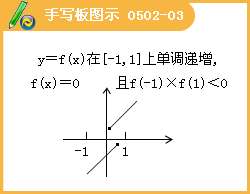 手写板图示 0502-03
y=f(x)在[-1,1]上单调递增,
f(x)=0 且f(-1)×f(1)<0
-1 1